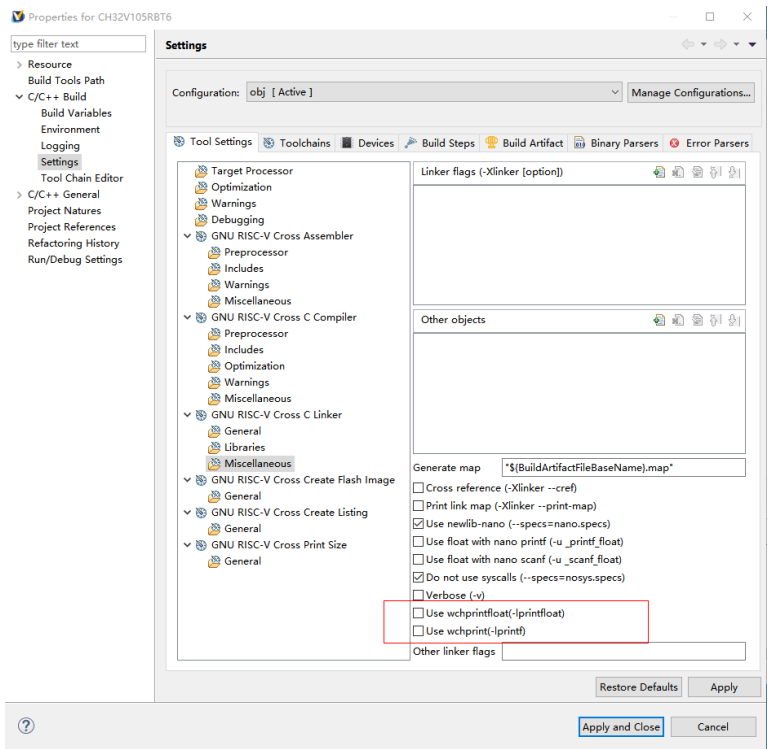 Properties for CH32V105RBT6
type filter text
Resource
Build Tools Path
C/C++ Build
Build Variables
Environment
Logging
Settings
Tool Chain Editor
C/C++ General
Project Natures
Project References
Refactoring History
Run/Debug Settings
Settings
Configuration: obj [ Active ]
Manage Configurations...
Tool Settings Toolchains Devices Build Steps Build Artifact Binary Parsers Error Parsers
Target Processor
Optimization
Warnings
Debugging
GNU RISC-V Cross Assembler
Preprocessor
Includes
Warnings
Miscellaneous
GNU RISC-V Cross C Compiler
Preprocessor
Includes
Optimization
Warnings
Miscellaneous
GNU RISC-V Cross C Linker
General
Libraries
Miscellaneous
GNU RISC-V Cross Create Flash Image
General
GNU RISC-V Cross Create Listing
General
GNU RISC-V Cross Print Size
General
Linker flags (-Xlinker [option])
Other objects
Generate map "${BuildArtifactFileBaseName}.map"
Cross reference (-Xlinker --cref)
Print link map (-Xlinker --print-map)
Use newlib-nano (--specs=nano.specs)
Use float with nano printf (-u _printf_float)
Use float with nano scanf (-u _scanf_float)
Do not use syscalls (--specs=nosys.specs)
Verbose (-v)
Use wchprintfloat(-lprintfloat)
Use wchprint(-lprintf)
Other linker flags
Restore Defaults Apply
Apply and Close Cancel